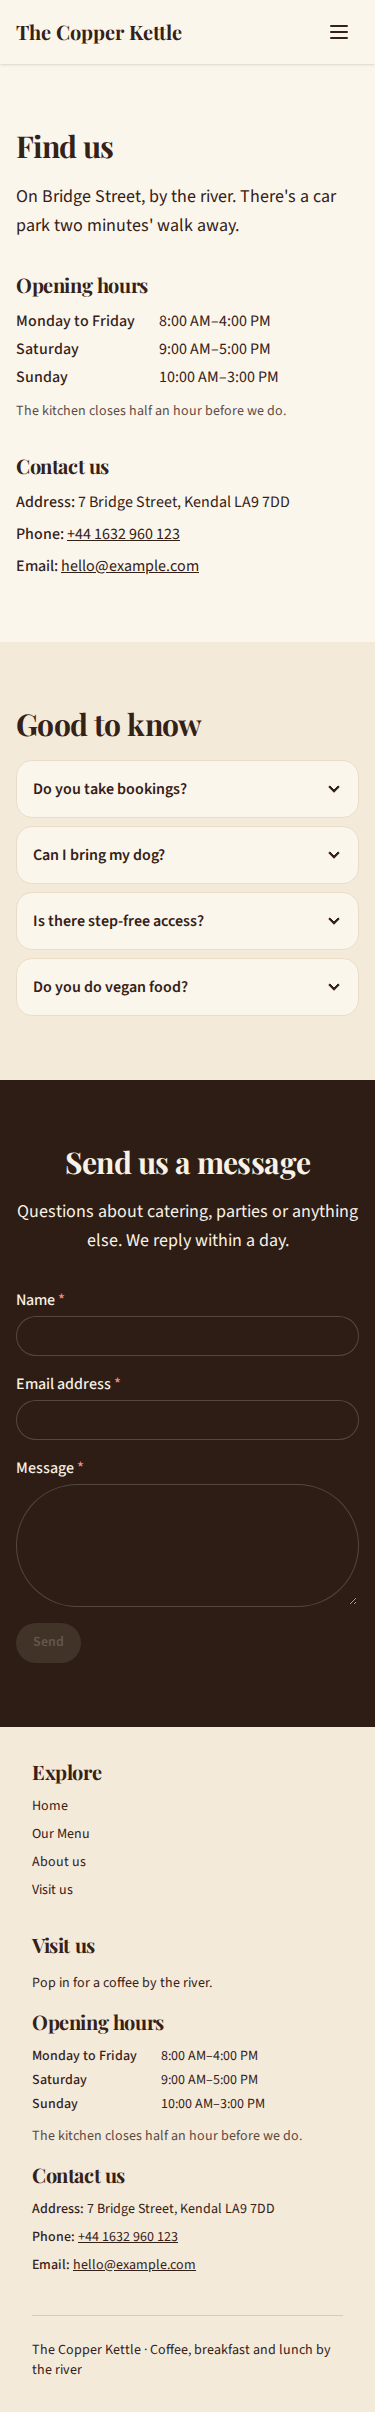 The Copper Kettle
Find us
On Bridge Street, by the river. There's a car
park two minutes' walk away.
Opening hours
Monday to Friday 8:00 AM–4:00 PM
Saturday 9:00 AM–5:00 PM
Sunday 10:00 AM–3:00 PM
The kitchen closes half an hour before we do.
Contact us
Address: 7 Bridge Street, Kendal LA9 7DD
Phone: +44 1632 960 123
Email: hello@example.com
Good to know
Do you take bookings?
Can I bring my dog?
Is there step-free access?
Do you do vegan food?
Send us a message
Questions about catering, parties or anything
else. We reply within a day.
Name *
Email address *
Message *
Send
Explore
Home
Our Menu
About us
Visit us
Visit us
Pop in for a coffee by the river.
Opening hours
Monday to Friday 8:00 AM–4:00 PM
Saturday 9:00 AM–5:00 PM
Sunday 10:00 AM–3:00 PM
The kitchen closes half an hour before we do.
Contact us
Address: 7 Bridge Street, Kendal LA9 7DD
Phone: +44 1632 960 123
Email: hello@example.com
The Copper Kettle · Coffee, breakfast and lunch by
the river